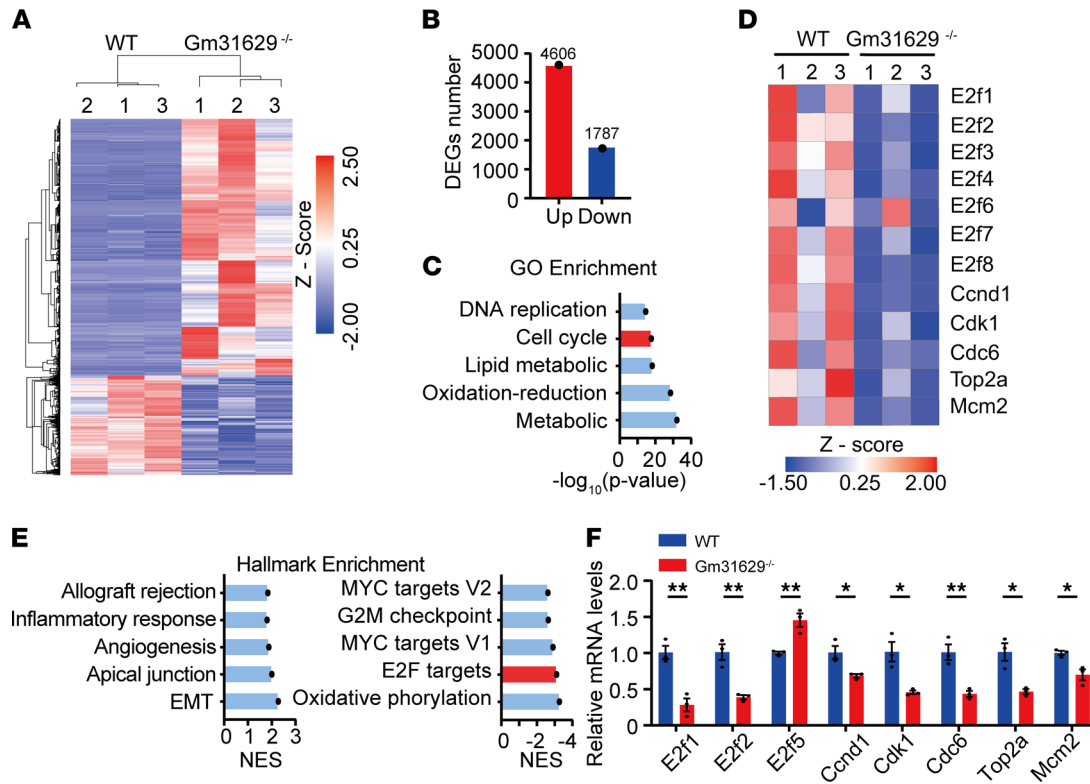 A
WT Gm31629 -/-
2 1 3 1 2 3
2.50
0.25
-2.00
Z - Score
B
DEGs number
5000
4000
3000
2000
1000
0
4606
1787
Up Down
C
GO Enrichment
DNA replication
Cell cycle
Lipid metabolic
Oxidation-reduction
Metabolic
0 20 40
-log10(p-value)
D
WT Gm31629 -/-
1 2 3 1 2 3
E2f1
E2f2
E2f3
E2f4
E2f6
E2f7
E2f8
Ccnd1
Cdk1
Cdc6
Top2a
Mcm2
Z - score
-1.50 0.25 2.00
E
Hallmark Enrichment
Allograft rejection
Inflammatory response
Angiogenesis
Apical junction
EMT
0 1 2 3
NES
MYC targets V2
G2M checkpoint
MYC targets V1
E2F targets
Oxidative phorylation
0 -2 -4
NES
F
WT
Gm31629-/-
Relative mRNA levels
2.0
1.5
1.0
0.5
0
** ** ** * * ** * *
E2f1 E2f2 E2f5 Ccnd1 Cdk1 Cdc6 Top2a Mcm2